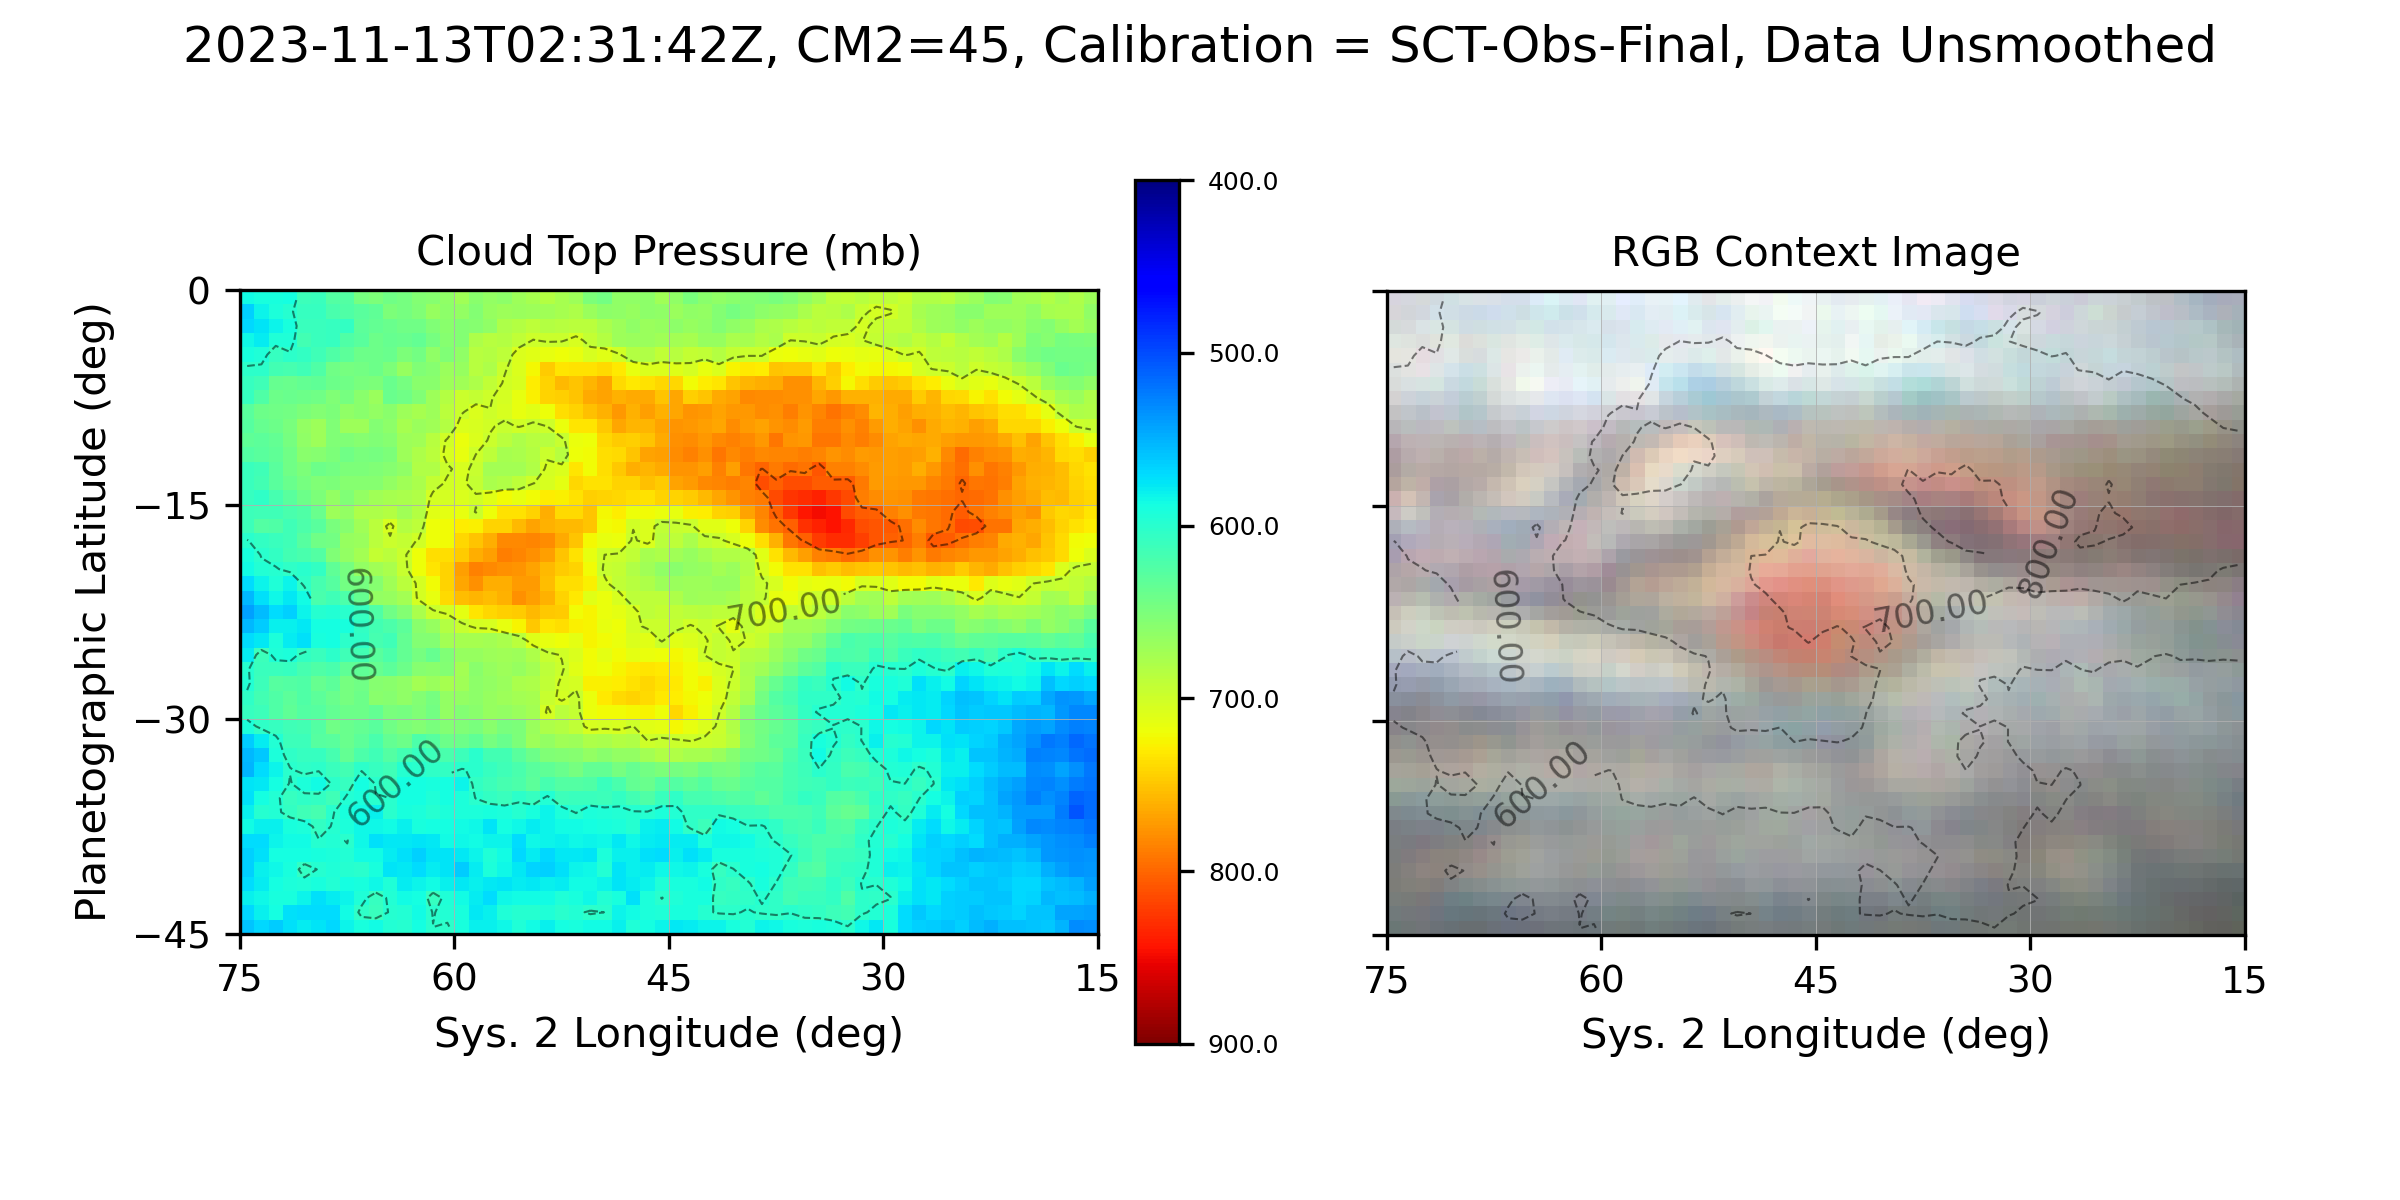 2023-11-13T02:31:42Z, CM2=45, Calibration = SCT-Obs-Final, Data Unsmoothed
Cloud Top Pressure (mb)
RGB Context Image
Planetographic Latitude (deg)
0
−15
−30
−45
75 60 45 30 15
Sys. 2 Longitude (deg)
600.00
600.00
700.00
400.0
500.0
600.0
700.0
800.0
900.0
600.00
600.00
700.00
800.00
75 60 45 30 15
Sys. 2 Longitude (deg)